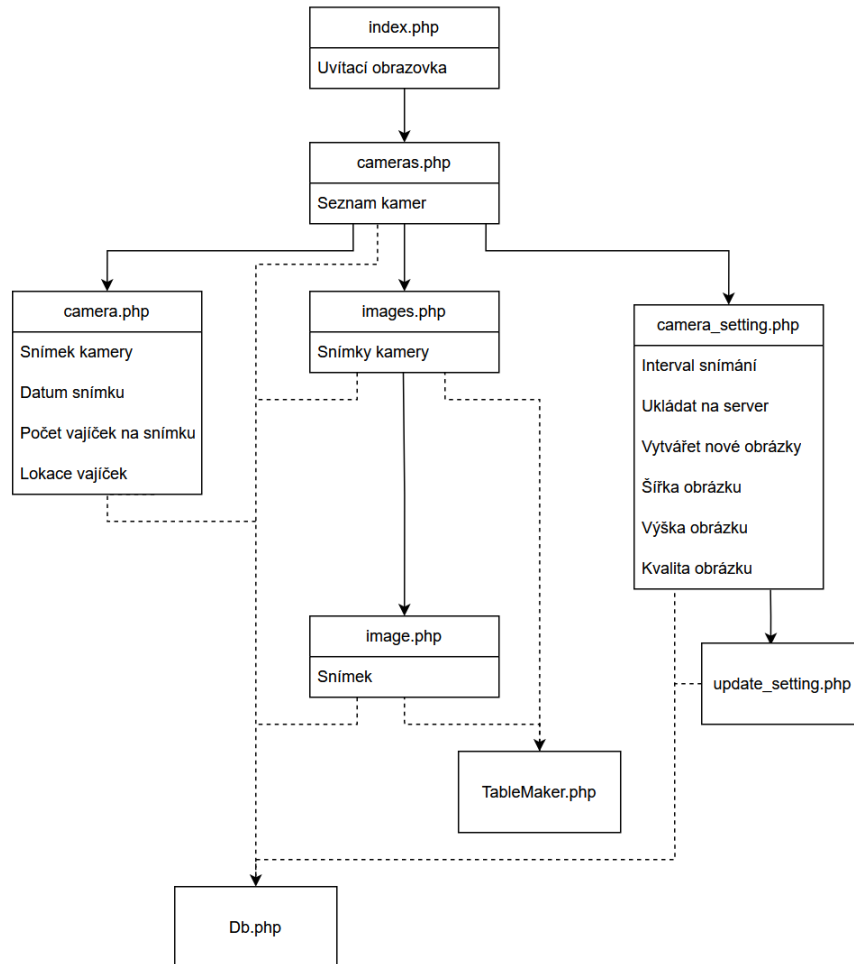 index.php
Uvítací obrazovka
cameras.php
Seznam kamer
camera.php
Snímek kamery
Datum snímku
Počet vajíček na snímku
Lokace vajíček
images.php
Snímky kamery
camera_setting.php
Interval snímání
Ukládat na server
Vytvářet nové obrázky
Šířka obrázku
Výška obrázku
Kvalita obrázku
image.php
Snímek
update_setting.php
TableMaker.php
Db.php